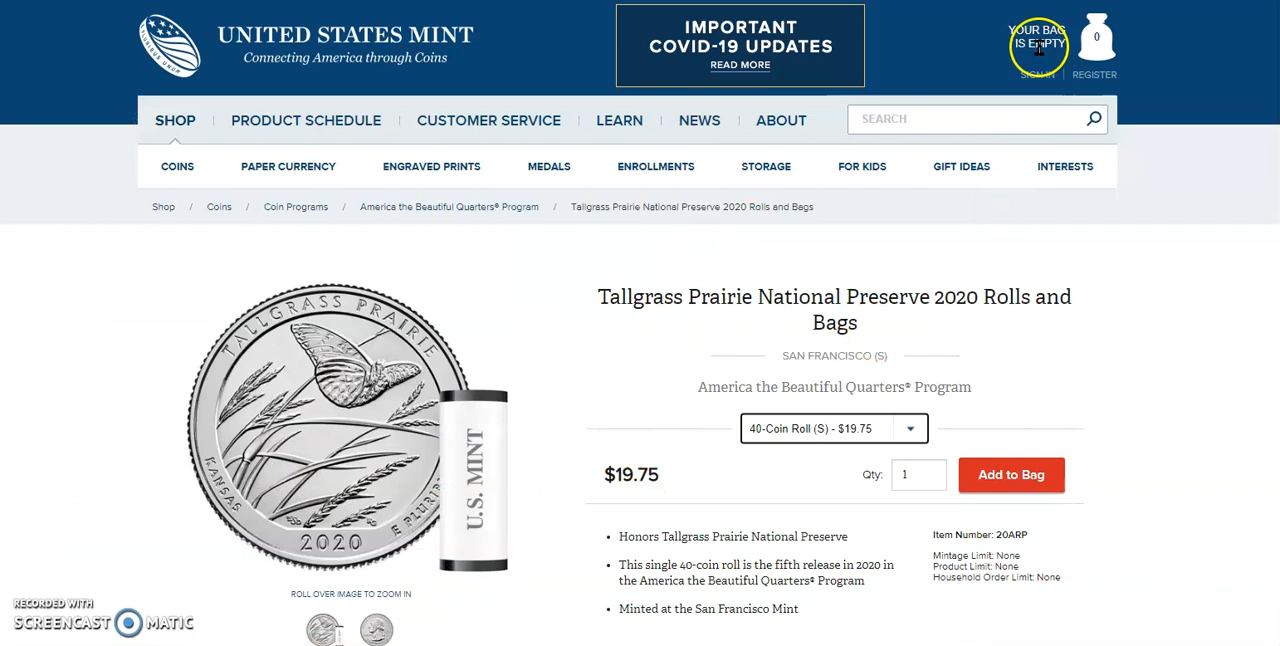 UNITED STATES MINT
Connecting America through Coins
IMPORTANT
COVID-19 UPDATES
READ MORE
YOUR BAG
IS EMPTY
0
SIGN IN | REGISTER
SHOP
PRODUCT SCHEDULE
CUSTOMER SERVICE
LEARN
NEWS
ABOUT
SEARCH
COINS
PAPER CURRENCY
ENGRAVED PRINTS
MEDALS
ENROLLMENTS
STORAGE
FOR KIDS
GIFT IDEAS
INTERESTS
Shop / Coins / Coin Programs / America the Beautiful Quarters® Program / Tallgrass Prairie National Preserve 2020 Rolls and Bags
TALLGRASS PRAIRIE
KANSAS
2020
E PLURI
U.S. MINT
ROLL OVER IMAGE TO ZOOM IN
Tallgrass Prairie National Preserve 2020 Rolls and
Bags
SAN FRANCISCO (S)
America the Beautiful Quarters® Program
40-Coin Roll (S) - $19.75
$19.75
Qty: 1
Add to Bag
• Honors Tallgrass Prairie National Preserve
• This single 40-coin roll is the fifth release in 2020 in
the America the Beautiful Quarters® Program
• Minted at the San Francisco Mint
Item Number: 20ARP
Mintage Limit: None
Product Limit: None
Household Order Limit: None
RECORDED WITH
SCREENCAST MATIC